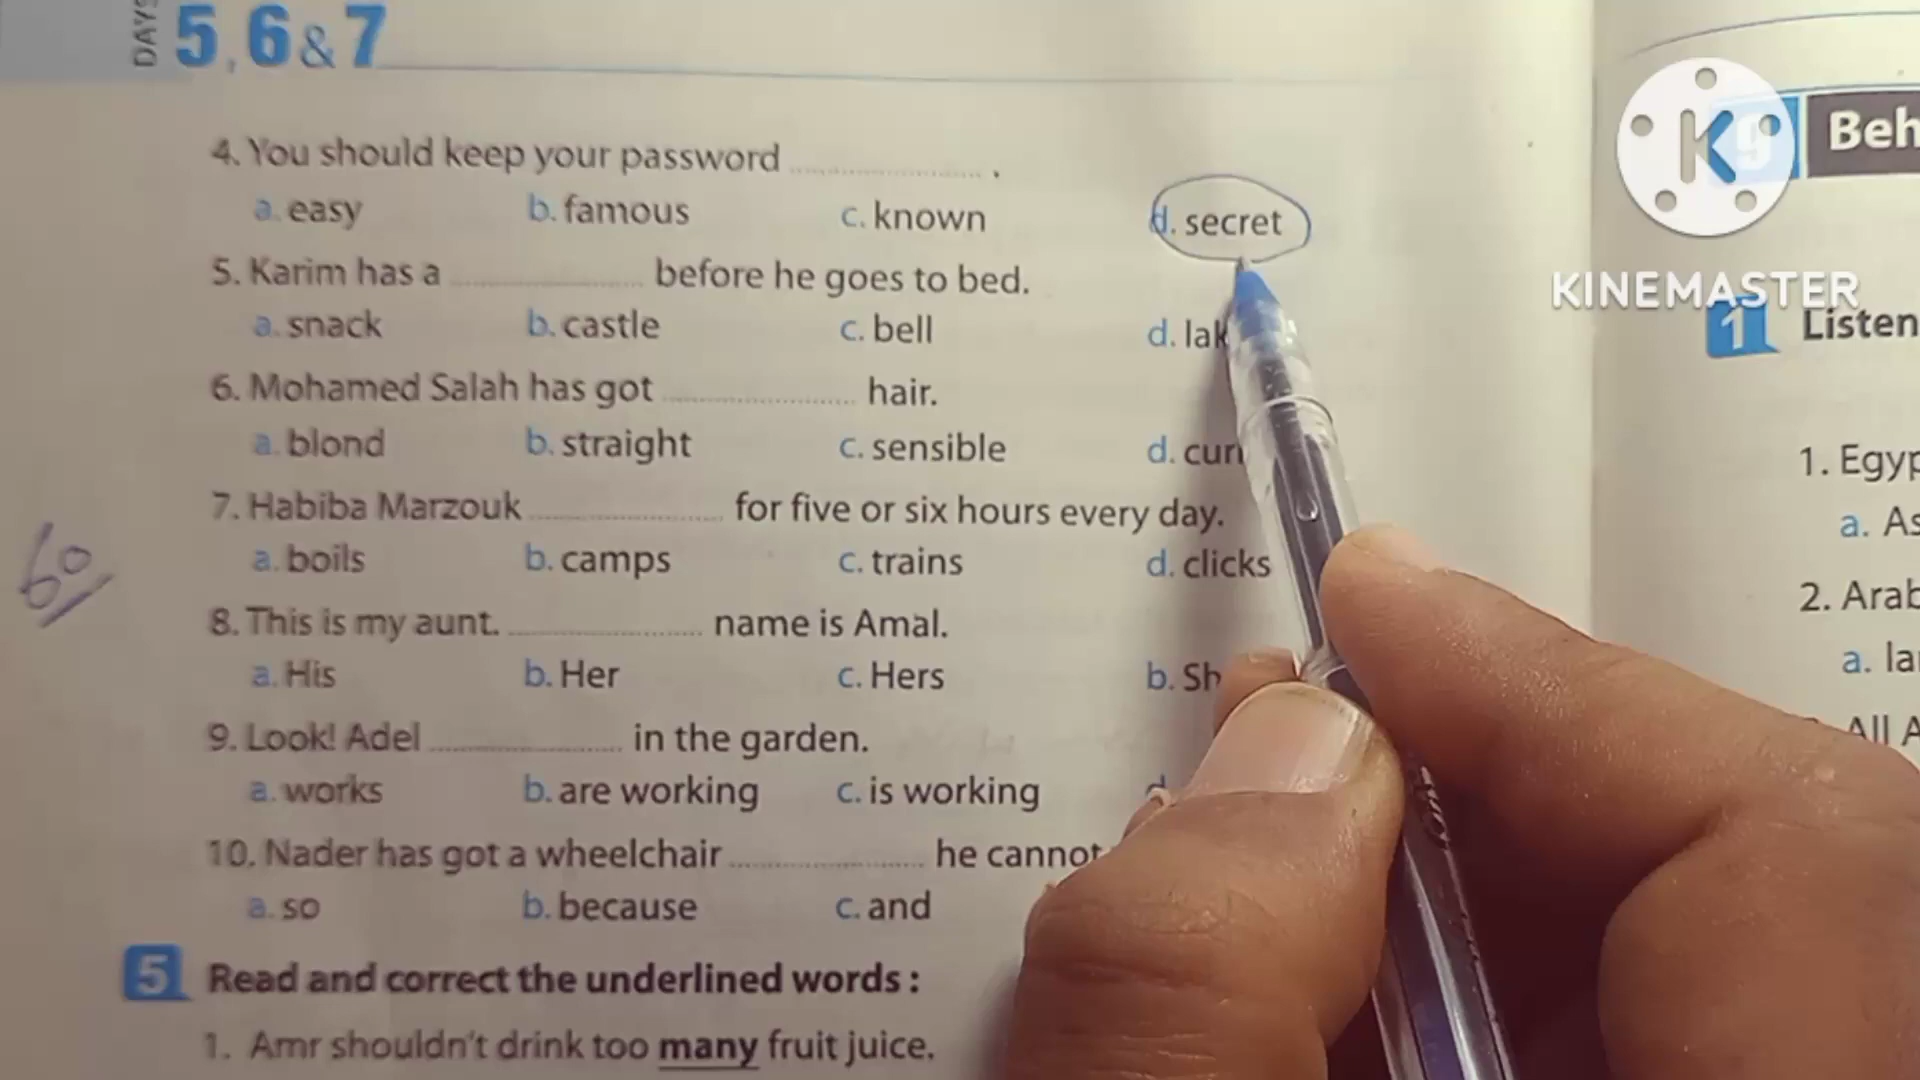 DAYS 5, 6 & 7
4. You should keep your password .................... .
a. easy b. famous c. known d. secret
5. Karim has a .................... before he goes to bed.
a. snack b. castle c. bell d.
6. Mohamed Salah has got .................... hair.
a. blond b. straight c. sensible d.
7. Habiba Marzouk .................... for five or six hours every day.
a. boils b. camps c. trains d. clicks
8. This is my aunt. .................... name is Amal.
a. His b. Her c. Hers b.
9. Look! Adel .................... in the garden.
a. works b. are working c. is working
10. Nader has got a wheelchair .................... he cannot
a. so b. because c. and
5 Read and correct the underlined words :
1. Amr shouldn't drink too many fruit juice.
60
9 Beh
KINEMASTER
1 Listen
1. Egyp
a. As
2. Arab
a. la
All A